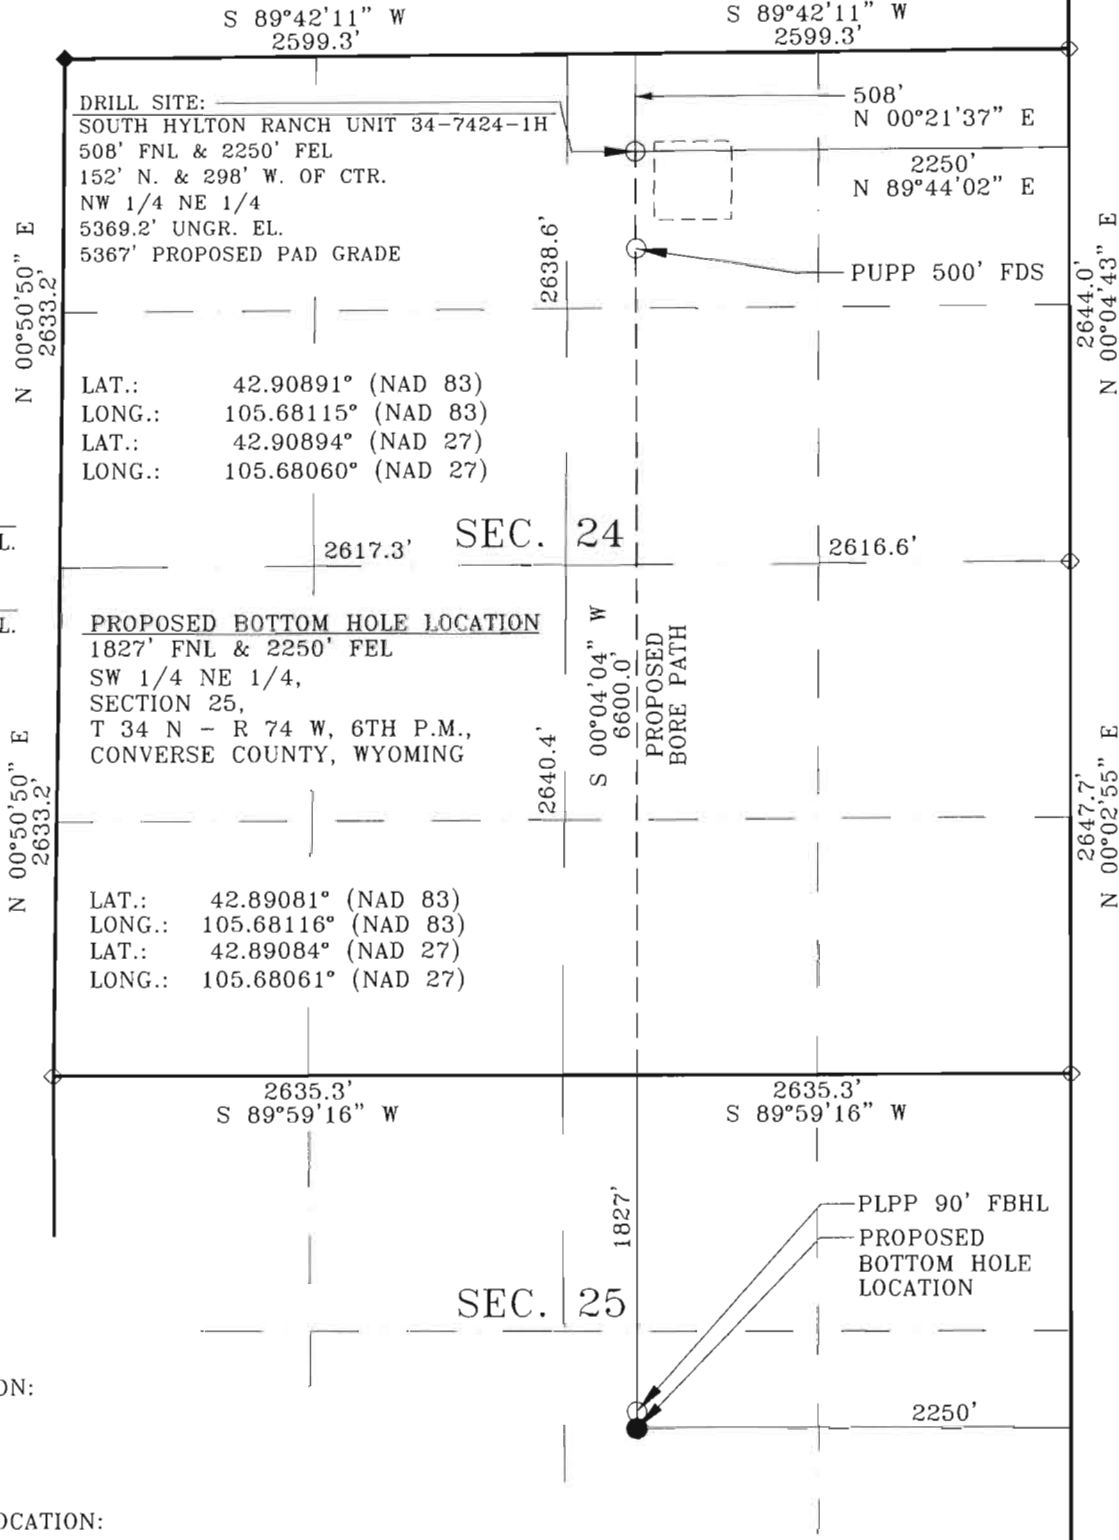 S 89°42'11" W
2599.3'
S 89°42'11" W
2599.3'
DRILL SITE:
SOUTH HYLTON RANCH UNIT 34-7424-1H
508' FNL & 2250' FEL
152' N. & 298' W. OF CTR.
NW 1/4 NE 1/4
5369.2' UNGR. EL.
5367' PROPOSED PAD GRADE
508'
N 00°21'37" E
2250'
N 89°44'02" E
PUPP 500' FDS
N 00°50'50" E
2633.2'
2638.6'
2644.0'
N 00°04'43" E
LAT.: 42.90891° (NAD 83)
LONG.: 105.68115° (NAD 83)
LAT.: 42.90894° (NAD 27)
LONG.: 105.68060° (NAD 27)
L.
SEC. 24
2617.3'
2616.6'
L.
PROPOSED BOTTOM HOLE LOCATION
1827' FNL & 2250' FEL
SW 1/4 NE 1/4,
SECTION 25,
T 34 N - R 74 W, 6TH P.M.,
CONVERSE COUNTY, WYOMING
S 00°04'04" W
6600.0'
PROPOSED
BORE PATH
N 00°50'50" E
2633.2'
2640.4'
2647.7'
N 00°02'55" E
LAT.: 42.89081° (NAD 83)
LONG.: 105.68116° (NAD 83)
LAT.: 42.89084° (NAD 27)
LONG.: 105.68061° (NAD 27)
2635.3'
S 89°59'16" W
2635.3'
S 89°59'16" W
1827'
PLPP 90' FBHL
PROPOSED
BOTTOM HOLE
LOCATION
SEC. 25
ON:
2250'
OCATION: